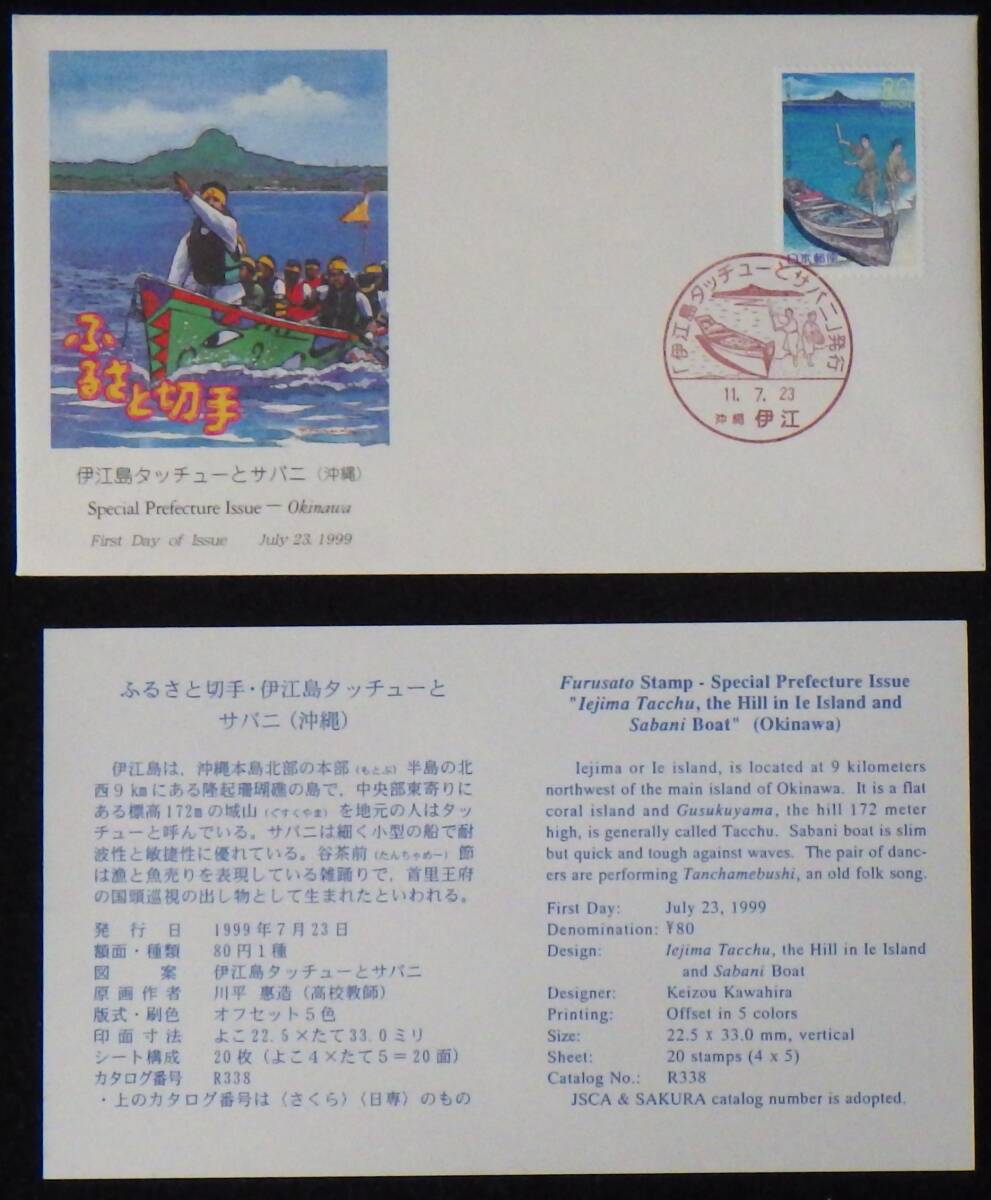 ふるさと切手
伊江島タッチューとサバニ（沖縄）
Special Prefecture Issue — Okinawa
First Day of Issue July 23. 1999
80
NIPPON
日本郵便
「伊江島タッチューとサバニ」発行
11. 7. 23
沖縄 伊江
ふるさと切手・伊江島タッチューと
サバニ（沖縄）
伊江島は，沖縄本島北部の本部（もとぶ）半島の北
西９㎞にある隆起珊瑚礁の島で，中央部東寄りに
ある標高172mの城山（ぐすくやま）を地元の人はタッ
チューと呼んでいる。サバニは細く小型の船で耐
波性と敏捷性に優れている。谷茶前（たんちゃめー）節
は漁と魚売りを表現している雑踊りで，首里王府
の国頭巡視の出し物として生まれたといわれる。
発行日 1999年7月23日
額面・種類 80円１種
図案 伊江島タッチューとサバニ
原画作者 川平 惠造（高校教師）
版式・刷色 オフセット５色
印面寸法 よこ22.5×たて33.0ミリ
シート構成 20枚（よこ４×たて５＝20面）
カタログ番号 R338
・上のカタログ番号は〈さくら〉〈日専〉のもの
Furusato Stamp - Special Prefecture Issue
"Iejima Tacchu, the Hill in Ie Island and
Sabani Boat" (Okinawa)
Iejima or Ie island, is located at 9 kilometers
northwest of the main island of Okinawa. It is a flat
coral island and Gusukuyama, the hill 172 meter
high, is generally called Tacchu. Sabani boat is slim
but quick and tough against waves. The pair of danc-
ers are performing Tanchamebushi, an old folk song.
First Day: July 23, 1999
Denomination: ¥80
Design: Iejima Tacchu, the Hill in Ie Island
and Sabani Boat
Designer: Keizou Kawahira
Printing: Offset in 5 colors
Size: 22.5 x 33.0 mm, vertical
Sheet: 20 stamps (4 x 5)
Catalog No.: R338
JSCA & SAKURA catalog number is adopted.